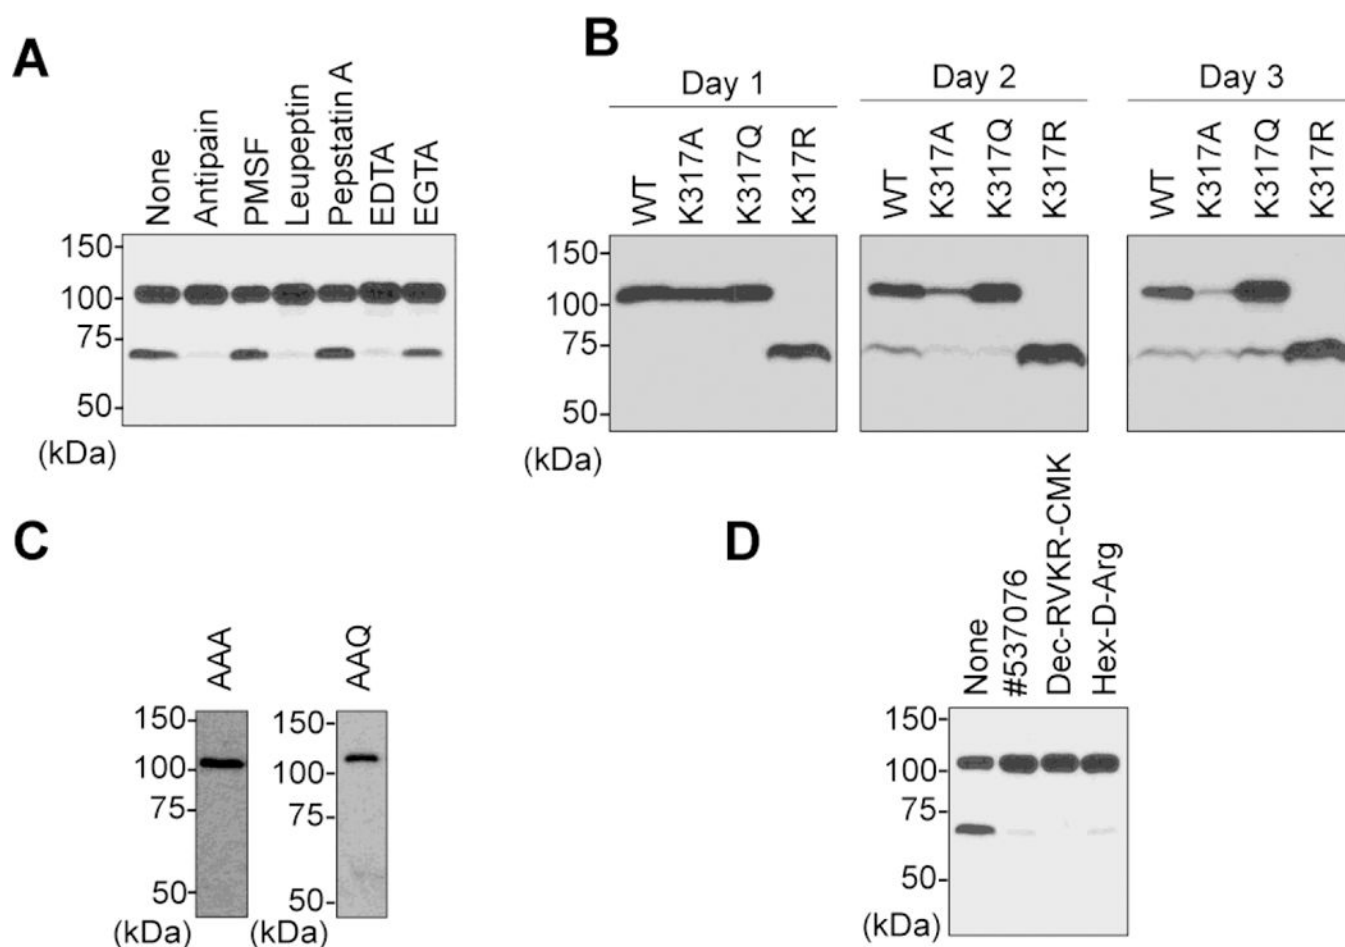 A
None
Antipain
PMSF
Leupeptin
Pepstatin A
EDTA
EGTA
150
100
75
50
(kDa)
B
Day 1
Day 2
Day 3
WT
K317A
K317Q
K317R
WT
K317A
K317Q
K317R
WT
K317A
K317Q
K317R
150
100
75
50
(kDa)
C
AAA
150
100
75
50
(kDa)
AAQ
150
100
75
50
(kDa)
D
None
#537076
Dec-RVKR-CMK
Hex-D-Arg
150
100
75
50
(kDa)